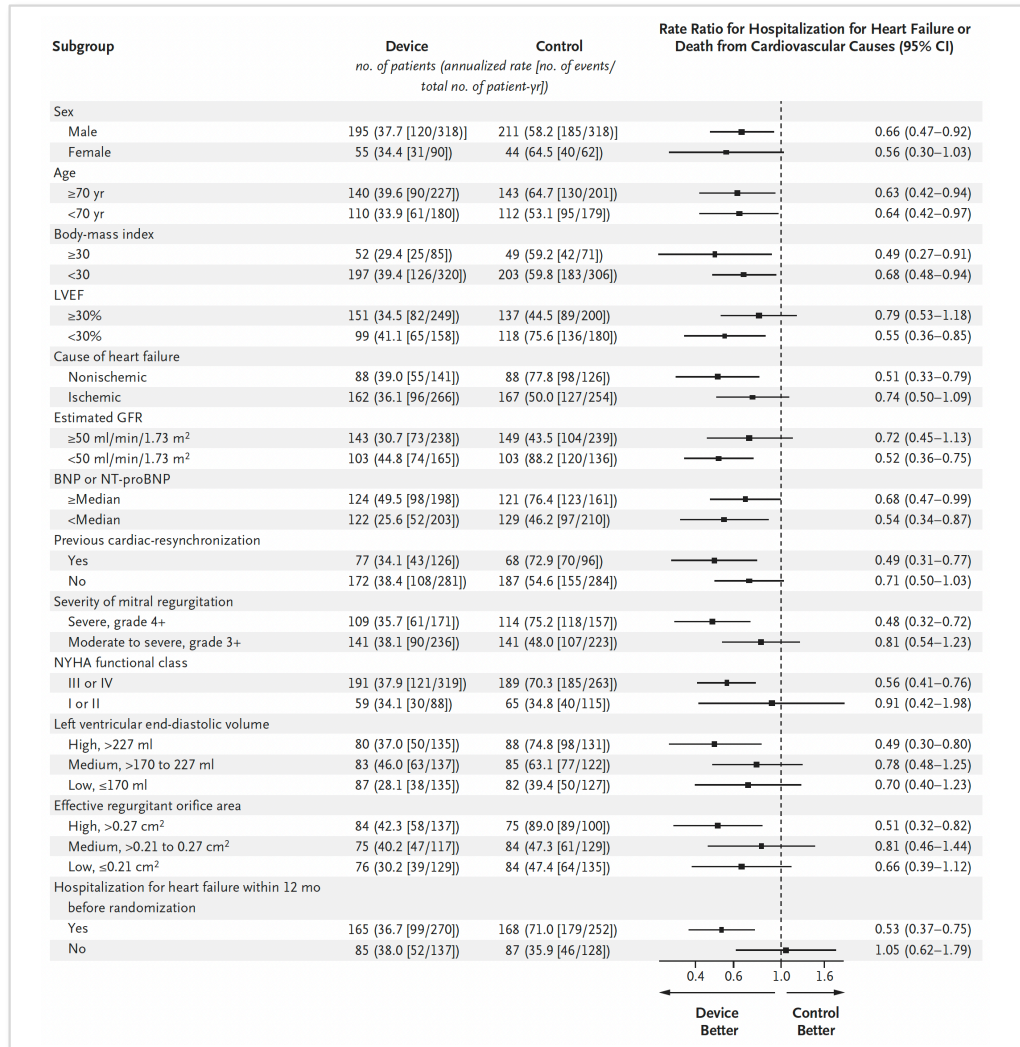 Subgroup Device Control Rate Ratio for Hospitalization for Heart Failure or
Death from Cardiovascular Causes (95% CI)
no. of patients (annualized rate [no. of events/
total no. of patient-yr])
Sex
Male 195 (37.7 [120/318)] 211 (58.2 [185/318)] 0.66 (0.47–0.92)
Female 55 (34.4 [31/90]) 44 (64.5 [40/62]) 0.56 (0.30–1.03)
Age
≥70 yr 140 (39.6 [90/227]) 143 (64.7 [130/201]) 0.63 (0.42–0.94)
<70 yr 110 (33.9 [61/180]) 112 (53.1 [95/179]) 0.64 (0.42–0.97)
Body-mass index
≥30 52 (29.4 [25/85]) 49 (59.2 [42/71]) 0.49 (0.27–0.91)
<30 197 (39.4 [126/320]) 203 (59.8 [183/306]) 0.68 (0.48–0.94)
LVEF
≥30% 151 (34.5 [82/249]) 137 (44.5 [89/200]) 0.79 (0.53–1.18)
<30% 99 (41.1 [65/158]) 118 (75.6 [136/180]) 0.55 (0.36–0.85)
Cause of heart failure
Nonischemic 88 (39.0 [55/141]) 88 (77.8 [98/126]) 0.51 (0.33–0.79)
Ischemic 162 (36.1 [96/266]) 167 (50.0 [127/254]) 0.74 (0.50–1.09)
Estimated GFR
≥50 ml/min/1.73 m² 143 (30.7 [73/238]) 149 (43.5 [104/239]) 0.72 (0.45–1.13)
<50 ml/min/1.73 m² 103 (44.8 [74/165]) 103 (88.2 [120/136]) 0.52 (0.36–0.75)
BNP or NT-proBNP
≥Median 124 (49.5 [98/198]) 121 (76.4 [123/161]) 0.68 (0.47–0.99)
<Median 122 (25.6 [52/203]) 129 (46.2 [97/210]) 0.54 (0.34–0.87)
Previous cardiac-resynchronization
Yes 77 (34.1 [43/126]) 68 (72.9 [70/96]) 0.49 (0.31–0.77)
No 172 (38.4 [108/281]) 187 (54.6 [155/284]) 0.71 (0.50–1.03)
Severity of mitral regurgitation
Severe, grade 4+ 109 (35.7 [61/171]) 114 (75.2 [118/157]) 0.48 (0.32–0.72)
Moderate to severe, grade 3+ 141 (38.1 [90/236]) 141 (48.0 [107/223]) 0.81 (0.54–1.23)
NYHA functional class
III or IV 191 (37.9 [121/319]) 189 (70.3 [185/263]) 0.56 (0.41–0.76)
I or II 59 (34.1 [30/88]) 65 (34.8 [40/115]) 0.91 (0.42–1.98)
Left ventricular end-diastolic volume
High, >227 ml 80 (37.0 [50/135]) 88 (74.8 [98/131]) 0.49 (0.30–0.80)
Medium, >170 to 227 ml 83 (46.0 [63/137]) 85 (63.1 [77/122]) 0.78 (0.48–1.25)
Low, ≤170 ml 87 (28.1 [38/135]) 82 (39.4 [50/127]) 0.70 (0.40–1.23)
Effective regurgitant orifice area
High, >0.27 cm² 84 (42.3 [58/137]) 75 (89.0 [89/100]) 0.51 (0.32–0.82)
Medium, >0.21 to 0.27 cm² 75 (40.2 [47/117]) 84 (47.3 [61/129]) 0.81 (0.46–1.44)
Low, ≤0.21 cm² 76 (30.2 [39/129]) 84 (47.4 [64/135]) 0.66 (0.39–1.12)
Hospitalization for heart failure within 12 mo
before randomization
Yes 165 (36.7 [99/270]) 168 (71.0 [179/252]) 0.53 (0.37–0.75)
No 85 (38.0 [52/137]) 87 (35.9 [46/128]) 1.05 (0.62–1.79)
0.4 0.6 1.0 1.6
Device Control
Better Better